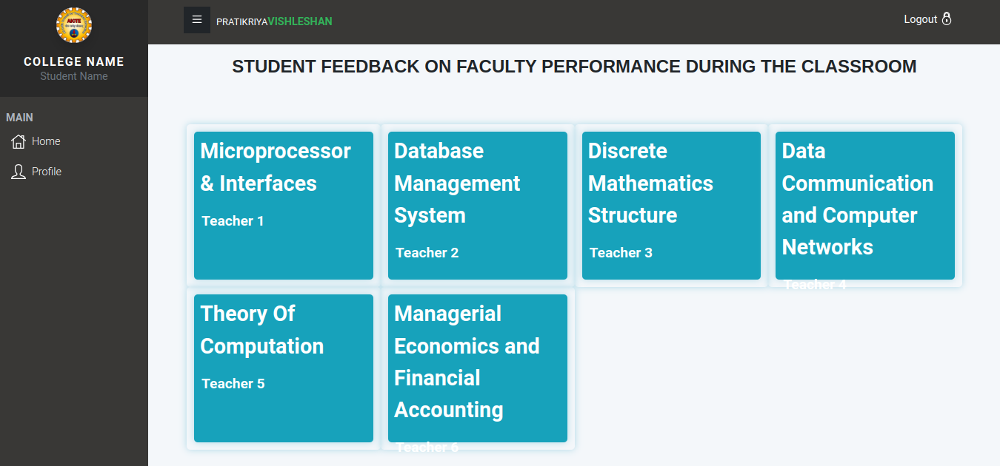 AICTE
COLLEGE NAME
Student Name
MAIN
Home
Profile
PRATIKRIYAVISHLESHAN
Logout
STUDENT FEEDBACK ON FACULTY PERFORMANCE DURING THE CLASSROOM
Microprocessor
& Interfaces
Teacher 1
Database
Management
System
Teacher 2
Discrete
Mathematics
Structure
Teacher 3
Data
Communication
and Computer
Networks
Teacher 4
Theory Of
Computation
Teacher 5
Managerial
Economics and
Financial
Accounting
Teacher 6